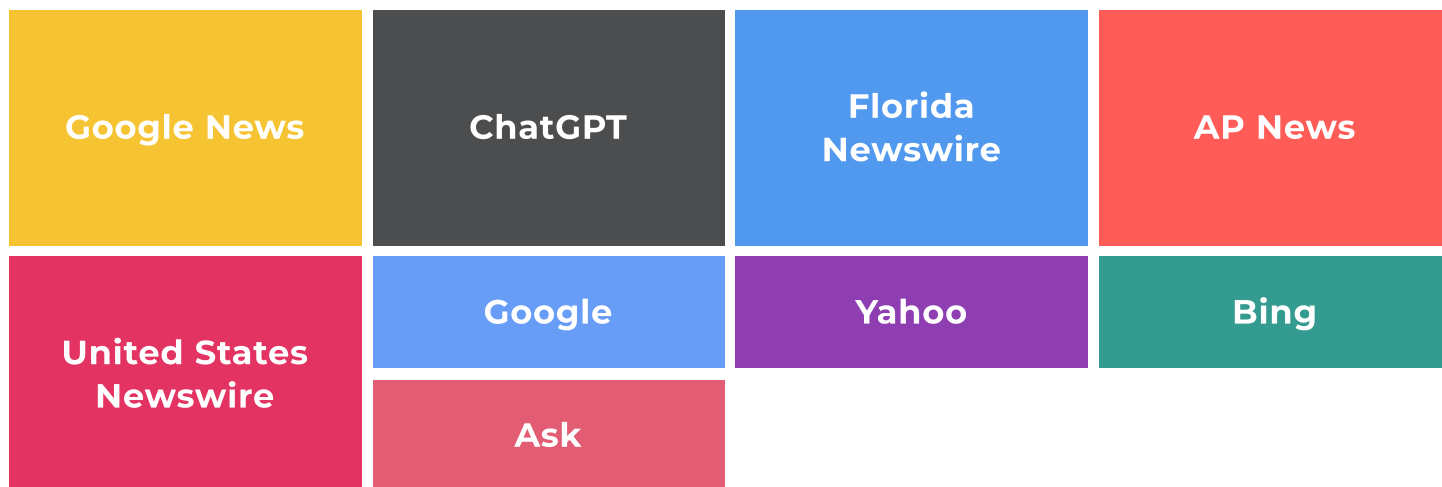 Google News
ChatGPT
Florida
Newswire
AP News
United States
Newswire
Google
Yahoo
Bing
Ask